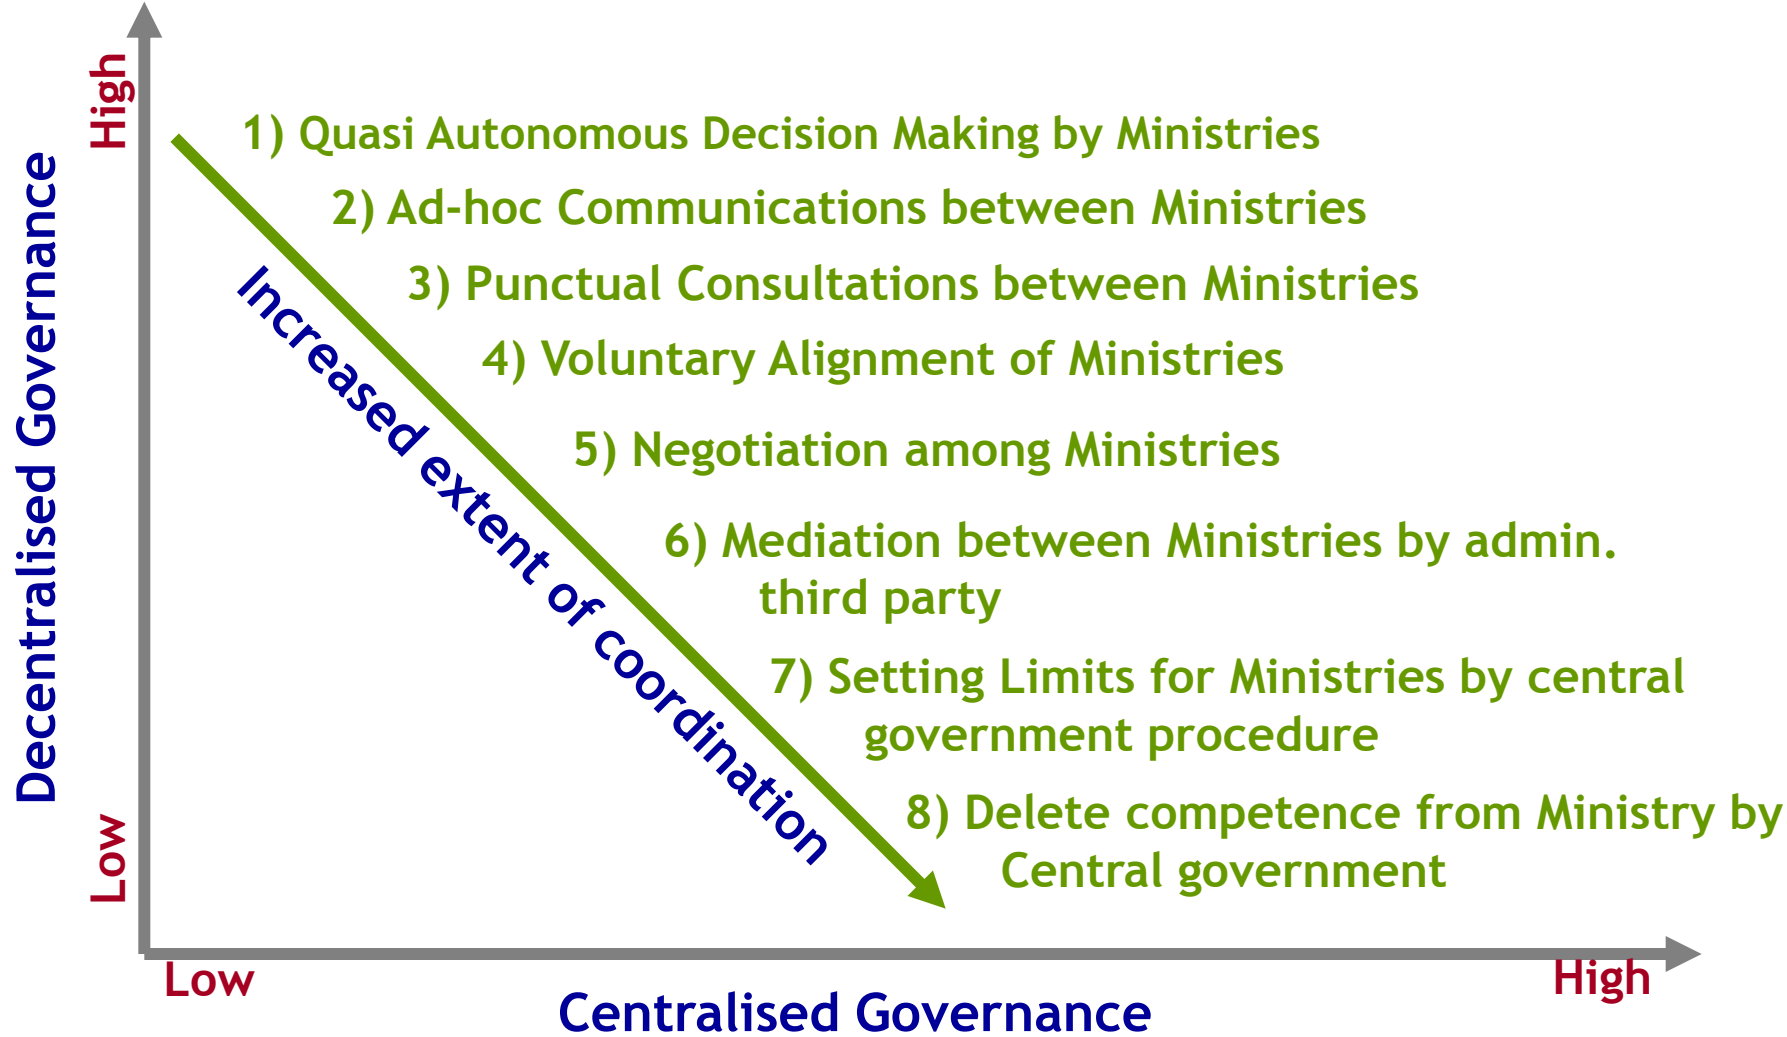 High
Decentralised Governance
Low
1) Quasi Autonomous Decision Making by Ministries
2) Ad-hoc Communications between Ministries
3) Punctual Consultations between Ministries
4) Voluntary Alignment of Ministries
5) Negotiation among Ministries
6) Mediation between Ministries by admin.
third party
7) Setting Limits for Ministries by central
government procedure
8) Delete competence from Ministry by
Central government
Increased extent of coordination
Low
High
Centralised Governance